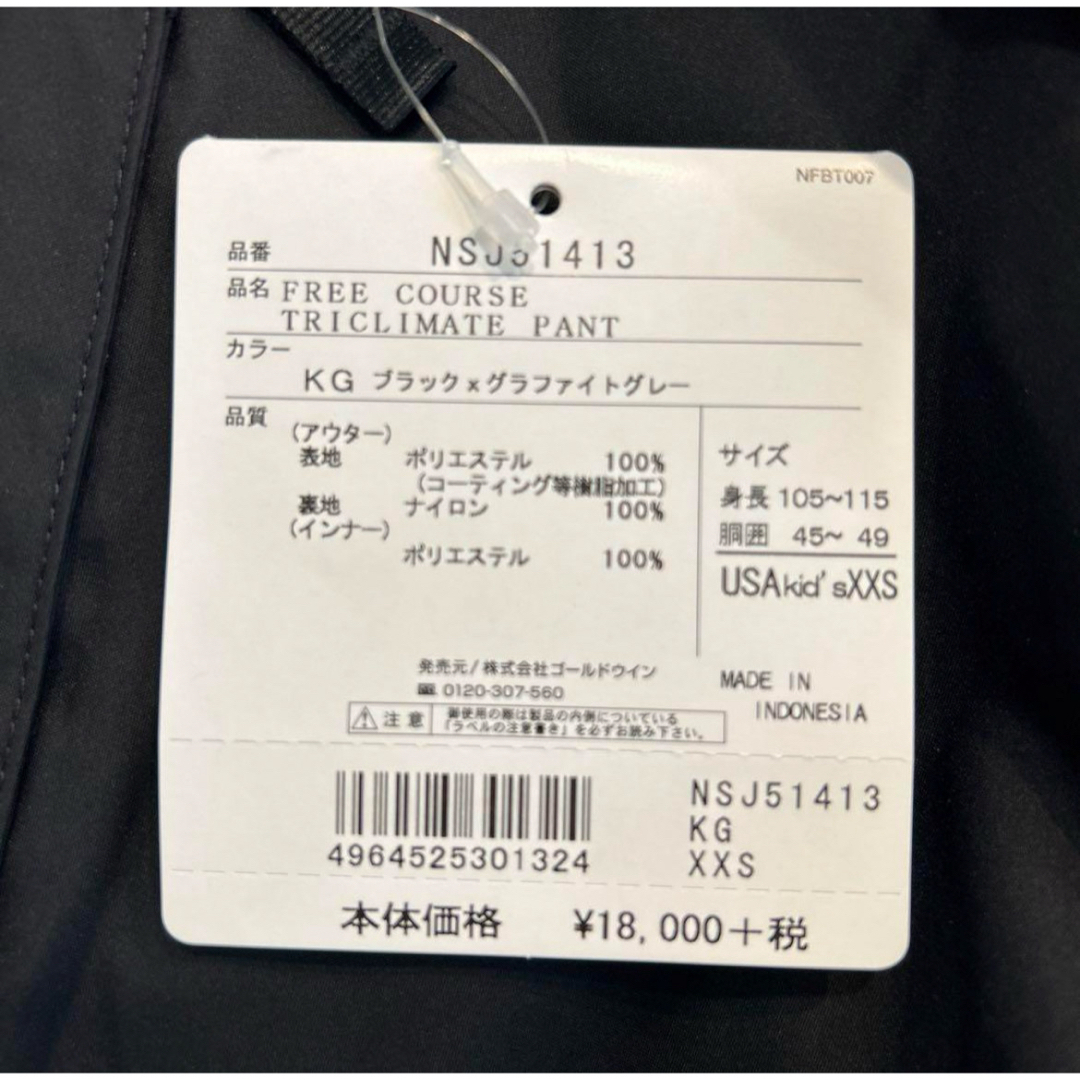 NFBT007
品番 NSJ51413
品名 FREE COURSE
TRICLIMATE PANT
カラー
KG ブラックxグラファイトグレー
品質
(アウター)
表地 ポリエステル 100%
(コーティング等樹脂加工)
裏地 ナイロン 100%
(インナー)
ポリエステル 100%
サイズ
身長 105~115
胴囲 45~ 49
USAkid'sXXS
発売元/株式会社ゴールドウイン
0120-307-560
MADE IN
INDONESIA
注意
御使用の際は製品の内側についている
「ラベルの注意書き」を必ずお読み下さい。
4964525301324
NSJ51413
KG
XXS
本体価格 ¥18,000+税